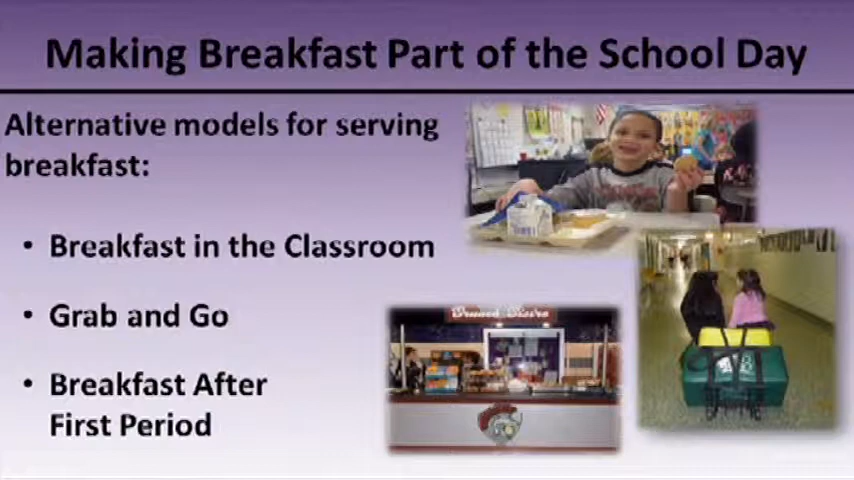 Making Breakfast Part of the School Day
Alternative models for serving
breakfast:
• Breakfast in the Classroom
• Grab and Go
• Breakfast After
First Period